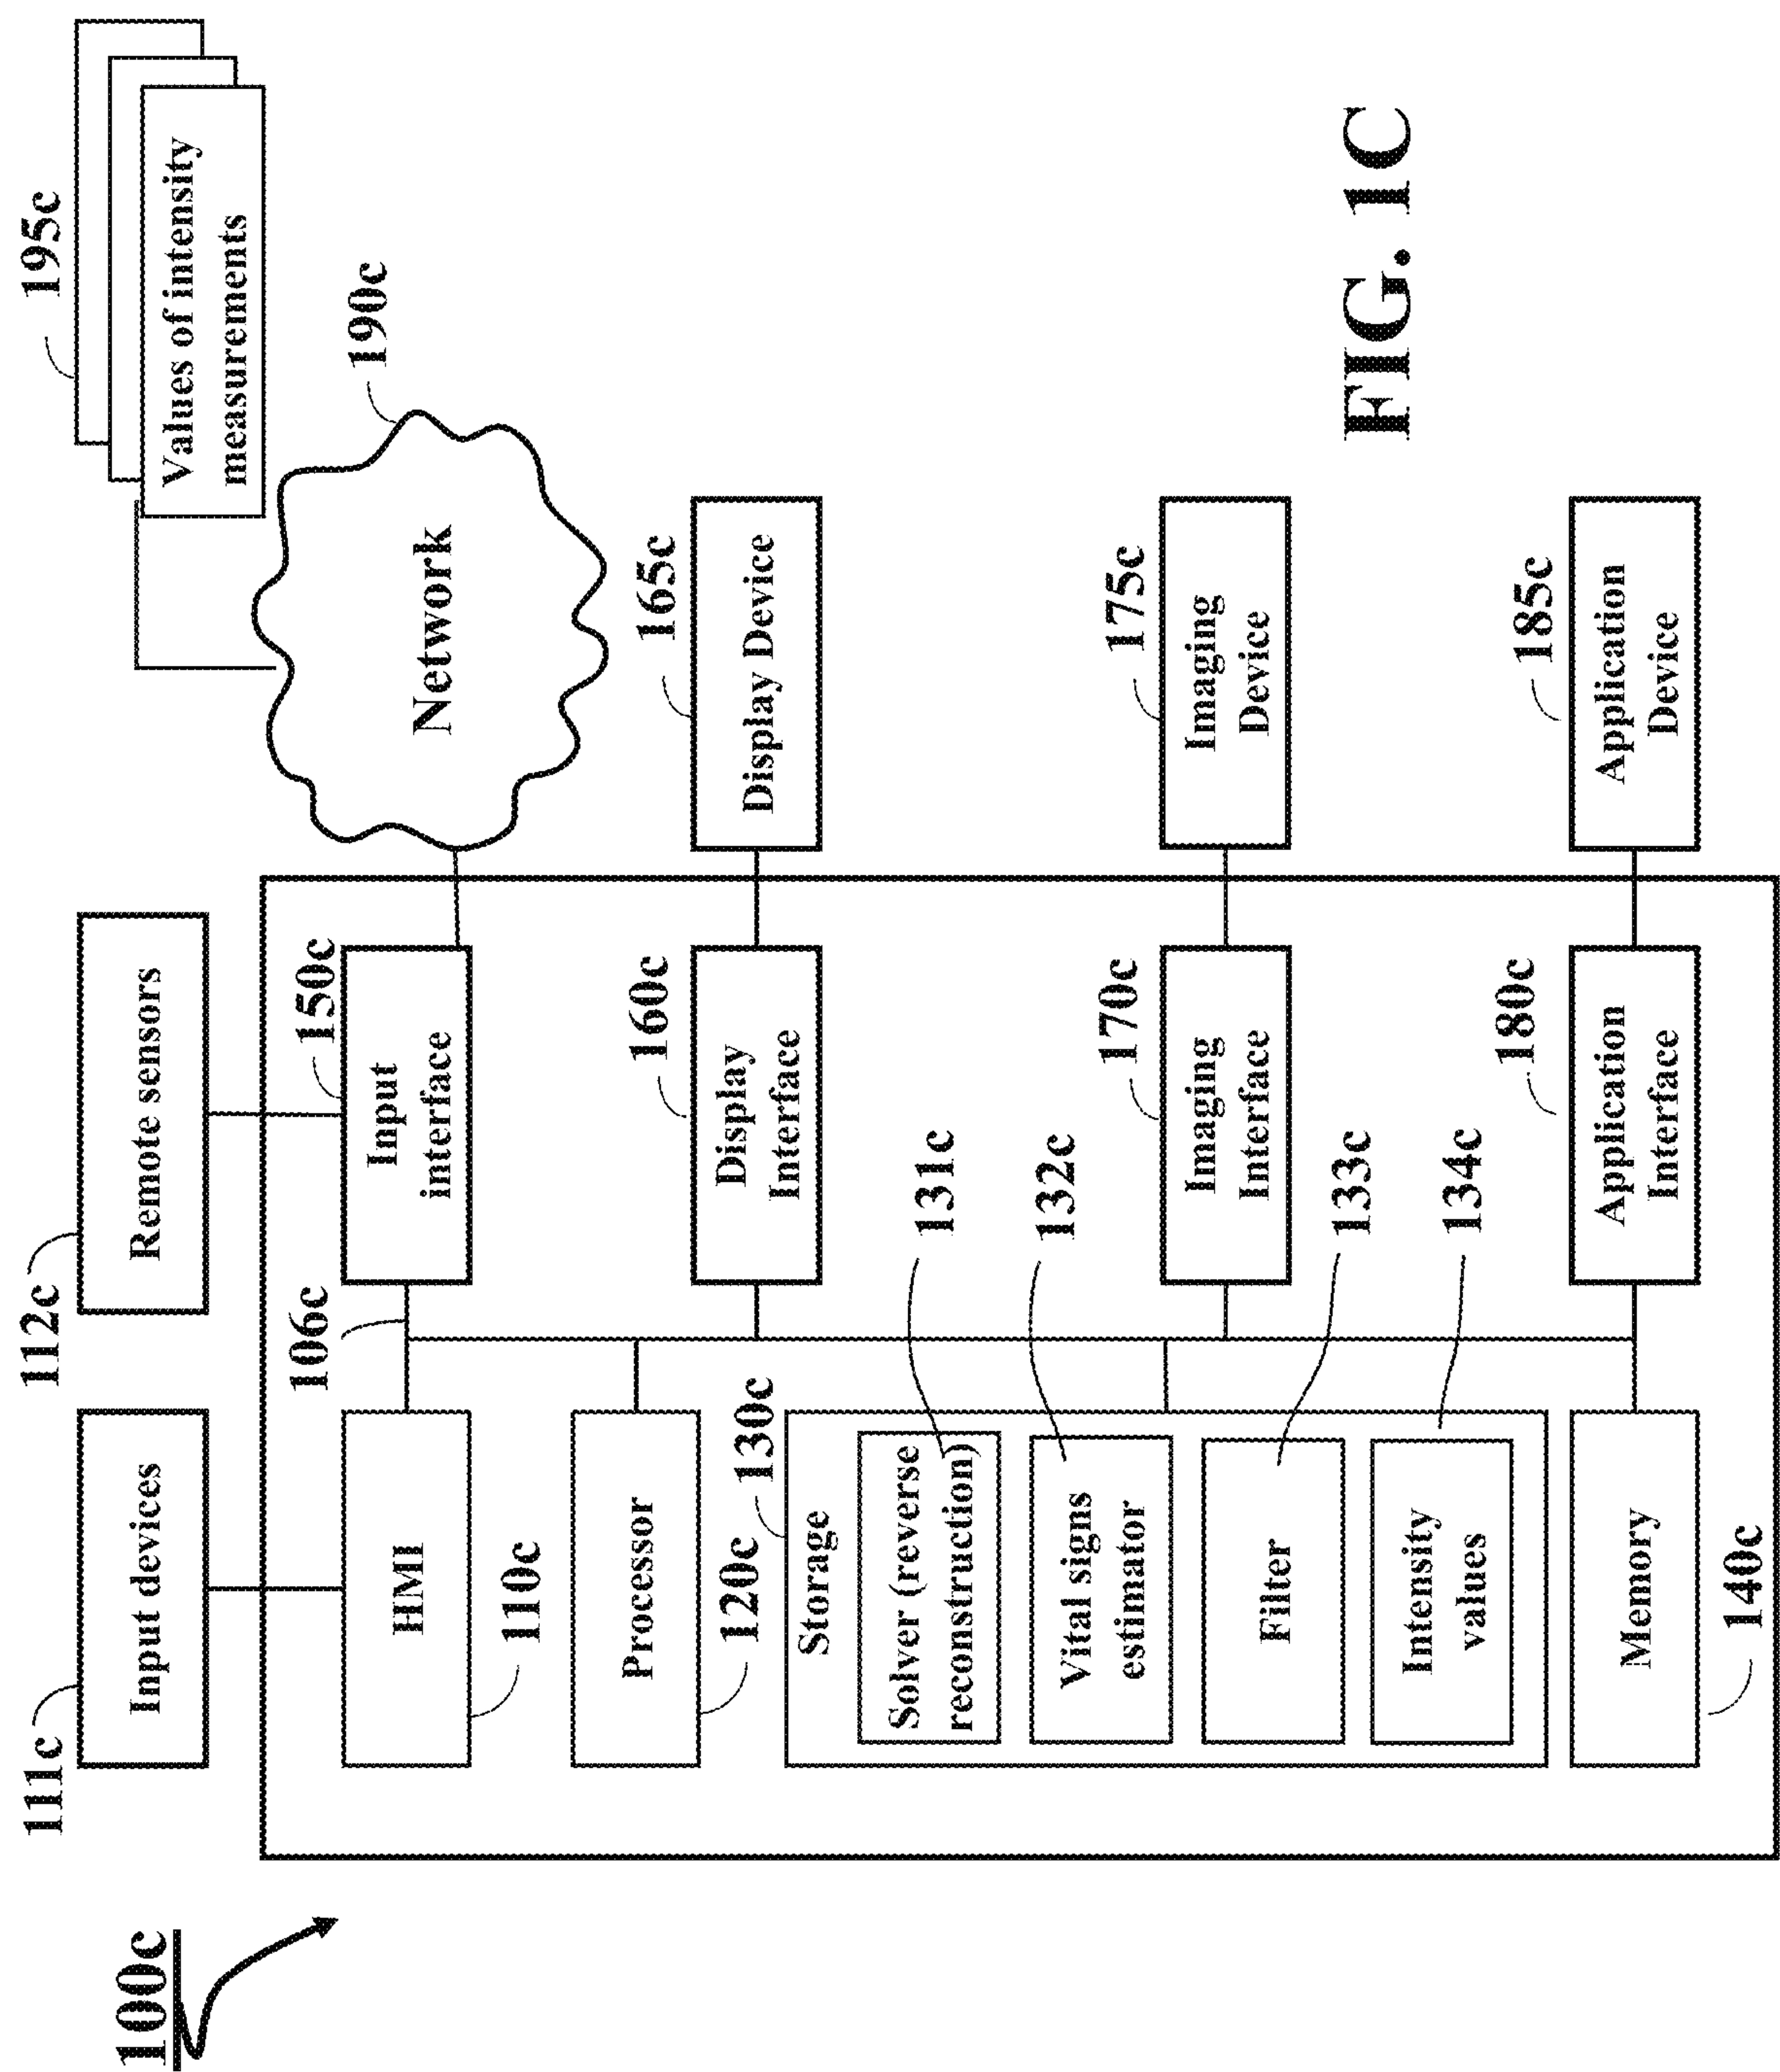 100c
111c
Input devices
112c
Remote sensors
195c
Values of intensity
measurements
190c
Network
HMI
110c
106c
150c
Input
interface
Processor
120c
160c
Display
Interface
165c
Display Device
130c
Storage
Solver (reverse
reconstruction)
131c
Vital signs
estimator
132c
Filter
133c
Intensity
values
134c
170c
Imaging
Interface
175c
Imaging
Device
Memory
140c
180c
Application
Interface
185c
Application
Device
FIG. 1C